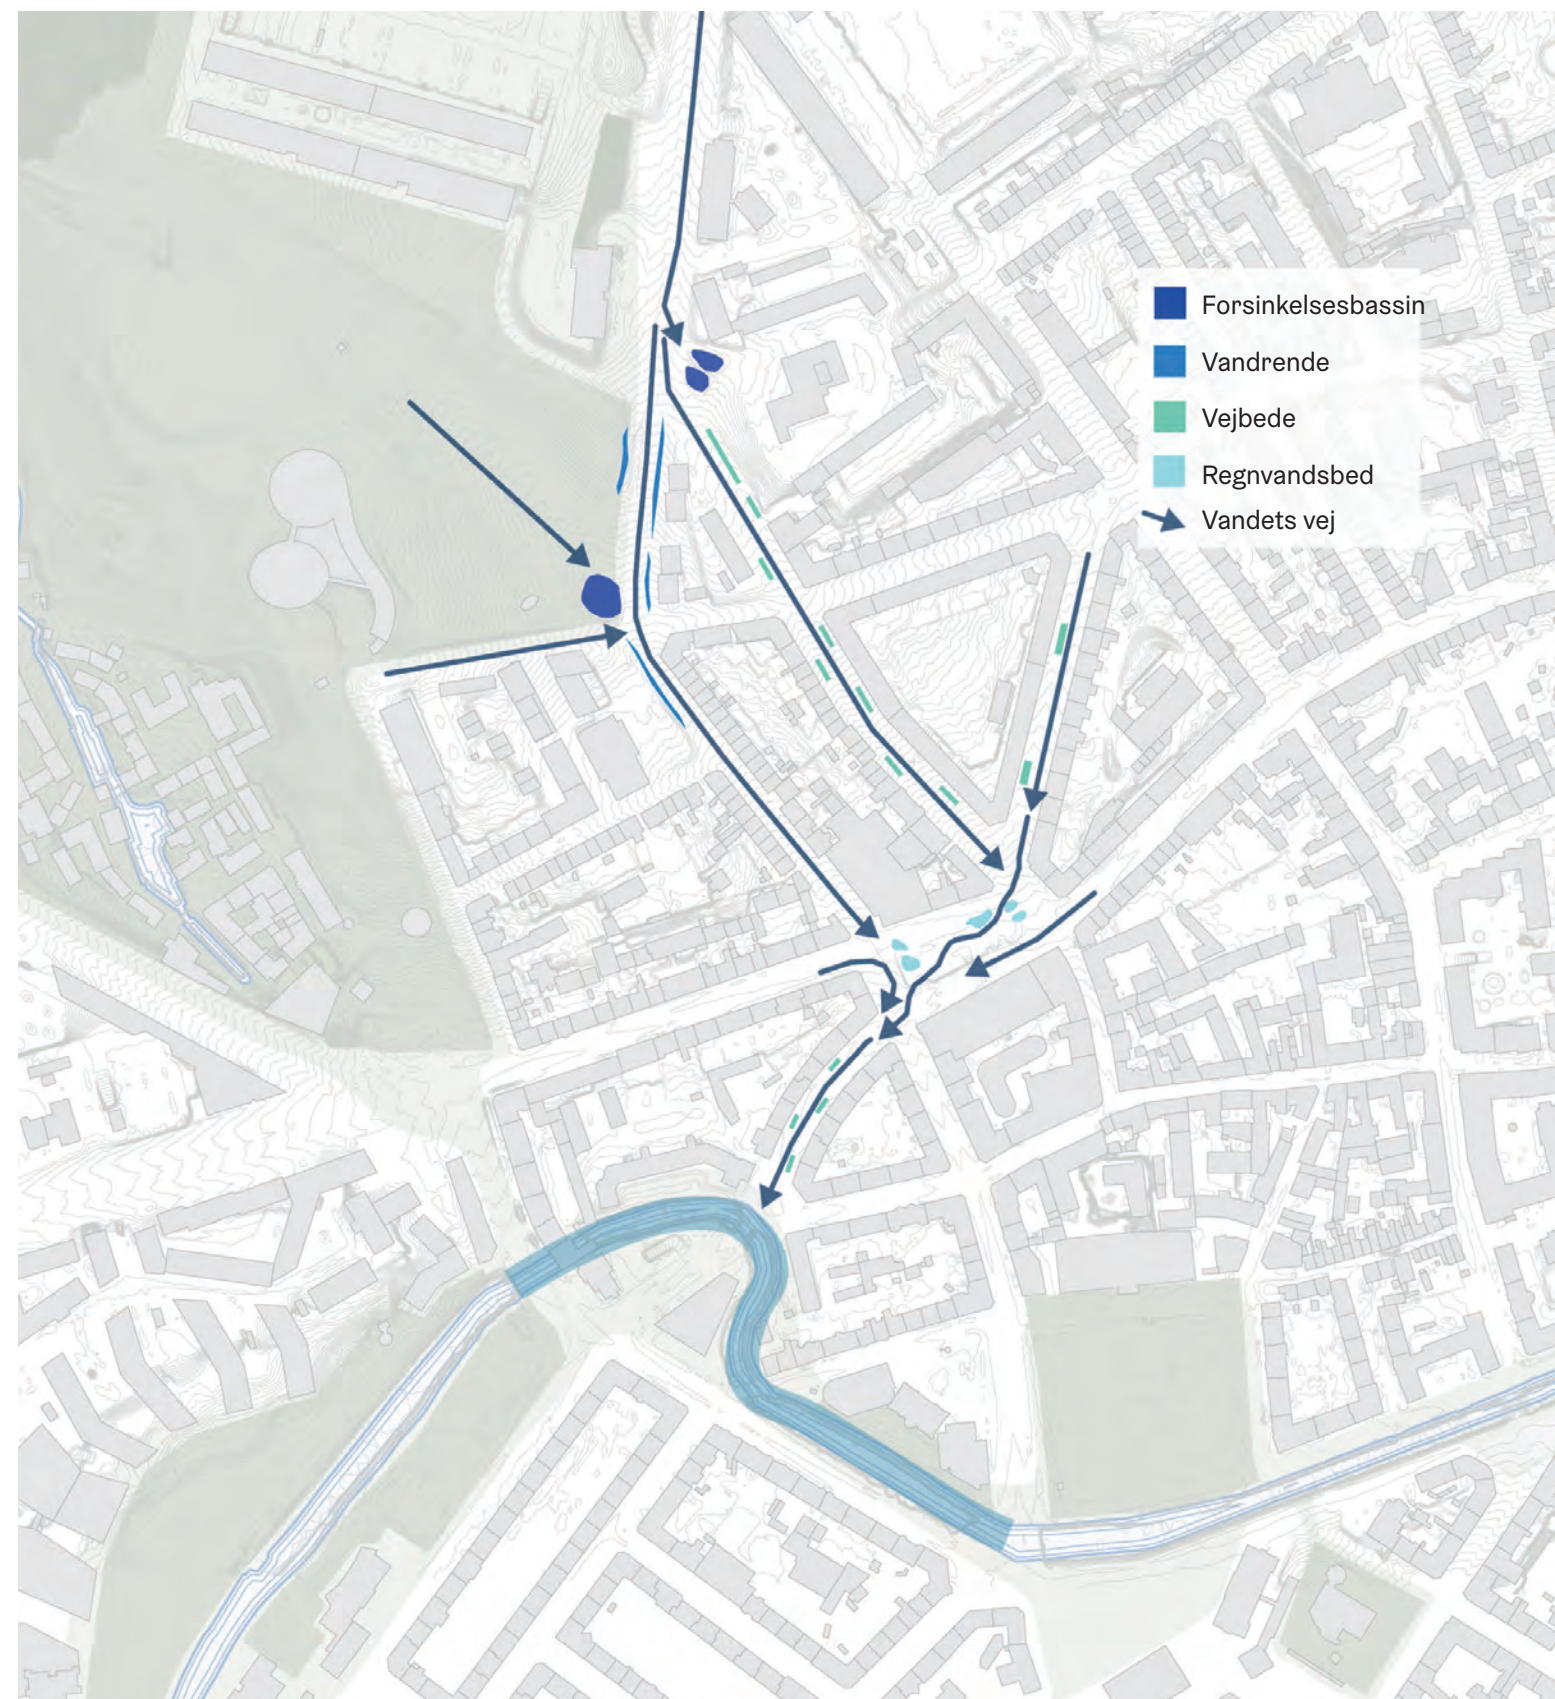 Forsinkelsesbassin
Vandrende
Vejbede
Regnvandsbed
Vandets vej